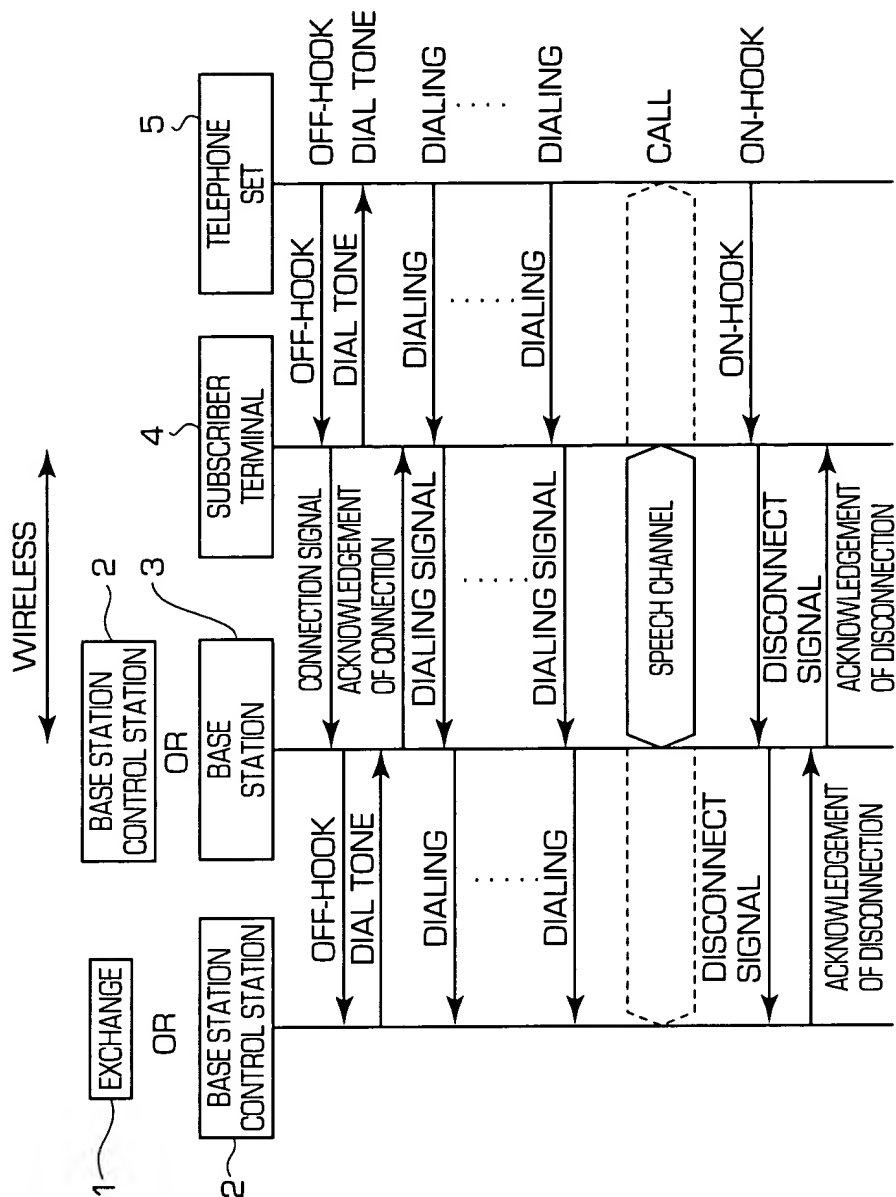 WIRELESS
1
EXCHANGE
OR
2
BASE STATION
CONTROL STATION
2
BASE STATION
CONTROL STATION
OR
3
BASE
STATION
4
SUBSCRIBER
TERMINAL
5
TELEPHONE
SET
OFF-HOOK
DIAL TONE
DIALING
. . . . .
DIALING
DISCONNECT
SIGNAL
ACKNOWLEDGEMENT
OF DISCONNECTION
CONNECTION SIGNAL
ACKNOWLEDGEMENT
OF CONNECTION
DIALING SIGNAL
. . . . .
DIALING SIGNAL
SPEECH CHANNEL
DISCONNECT
SIGNAL
ACKNOWLEDGEMENT
OF DISCONNECTION
OFF-HOOK
DIAL TONE
DIALING
. . . . .
DIALING
ON-HOOK
OFF-HOOK
DIAL TONE
DIALING
. . . . .
DIALING
CALL
ON-HOOK